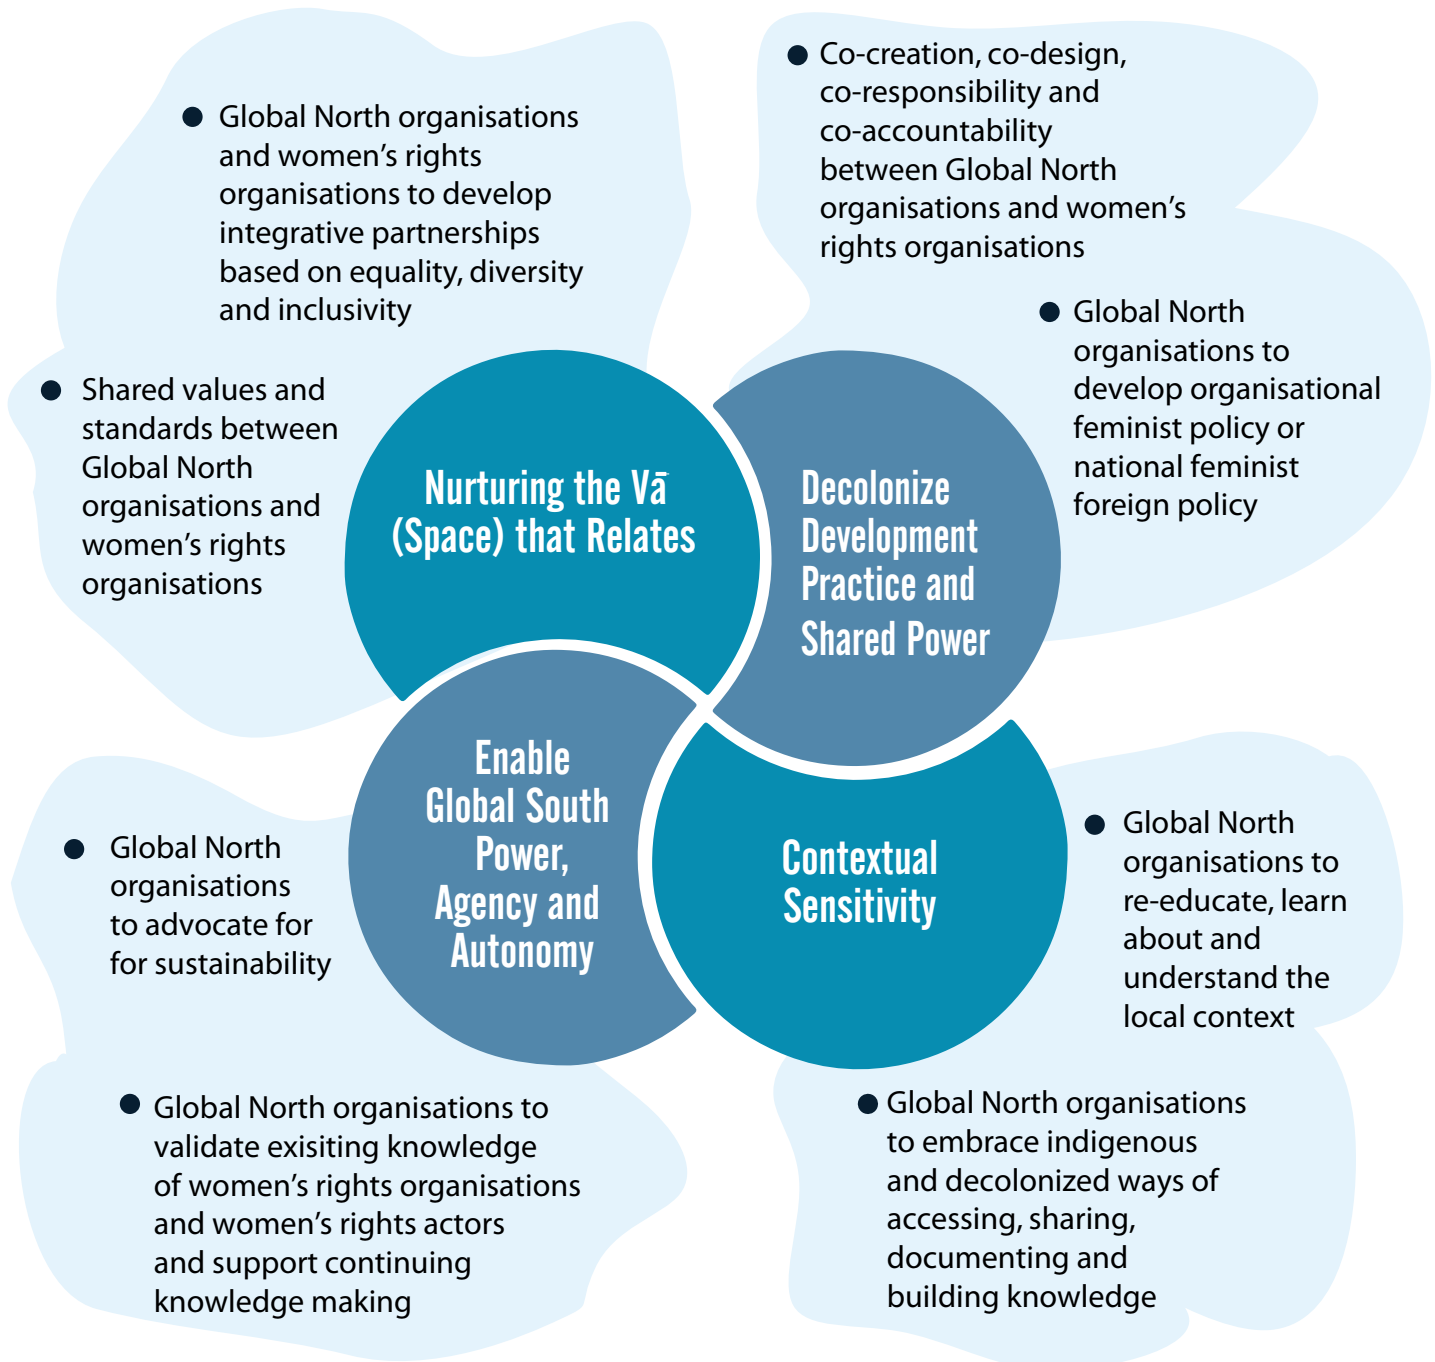 ● Global North organisations
and women's rights
organisations to develop
integrative partnerships
based on equality, diversity
and inclusivity
● Shared values and
standards between
Global North
organisations and
women's rights
organisations
Nurturing the Vā
(Space) that Relates
● Co-creation, co-design,
co-responsibility and
co-accountability
between Global North
organisations and women's
rights organisations
● Global North
organisations to
develop organisational
feminist policy or
national feminist
foreign policy
Decolonize
Development
Practice and
Shared Power
Enable
Global South
Power,
Agency and
Autonomy
● Global North
organisations
to advocate for
for sustainability
● Global North organisations to
validate exisiting knowledge
of women's rights organisations
and women's rights actors
and support continuing
knowledge making
Contextual
Sensitivity
● Global North
organisations to
re-educate, learn
about and
understand the
local context
● Global North organisations
to embrace indigenous
and decolonized ways of
accessing, sharing,
documenting and
building knowledge